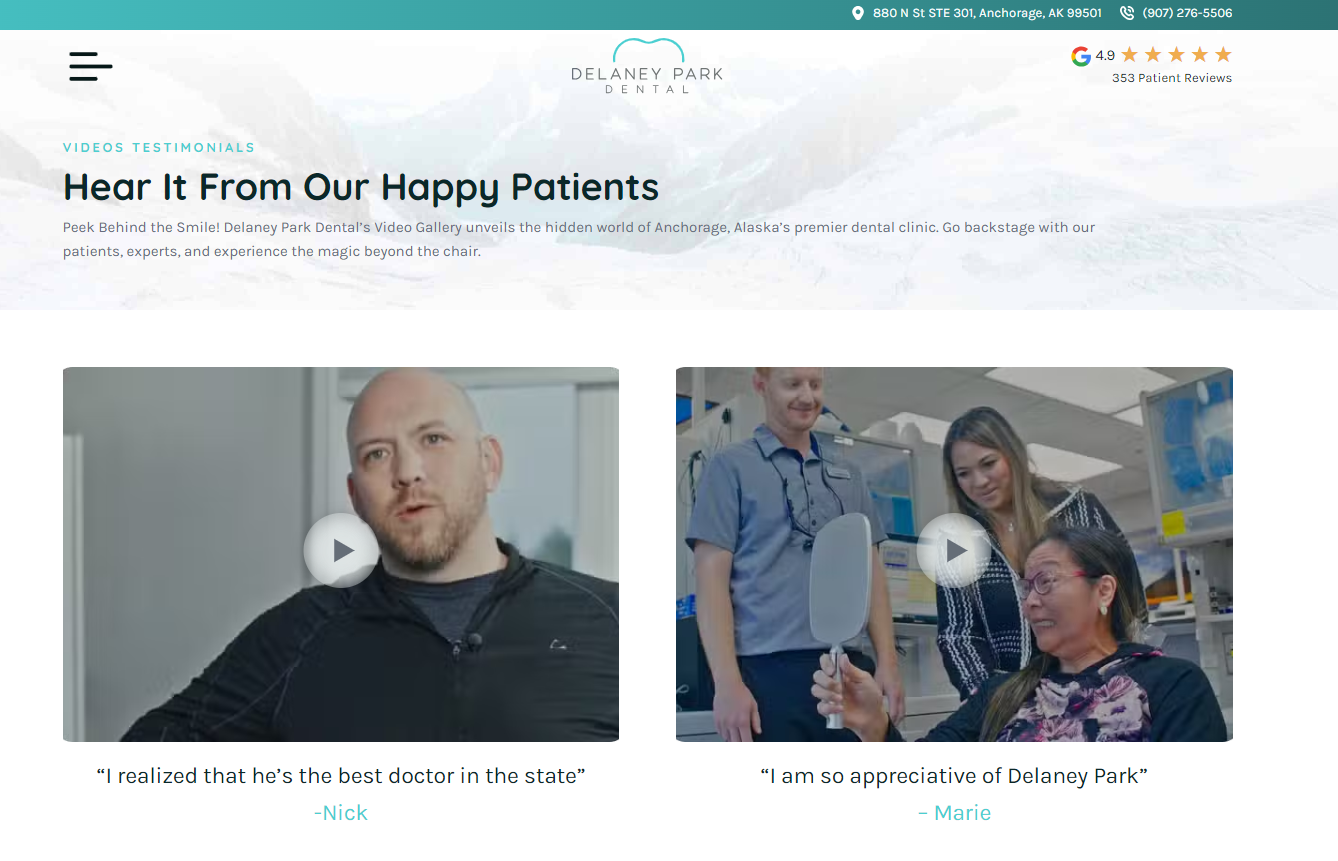 880 N St STE 301, Anchorage, AK 99501 (907) 276-5506
DELANEY PARK
DENTAL
4.9
353 Patient Reviews
VIDEOS TESTIMONIALS
Hear It From Our Happy Patients
Peek Behind the Smile! Delaney Park Dental’s Video Gallery unveils the hidden world of Anchorage, Alaska’s premier dental clinic. Go backstage with our
patients, experts, and experience the magic beyond the chair.
“I realized that he’s the best doctor in the state”
-Nick
“I am so appreciative of Delaney Park”
– Marie